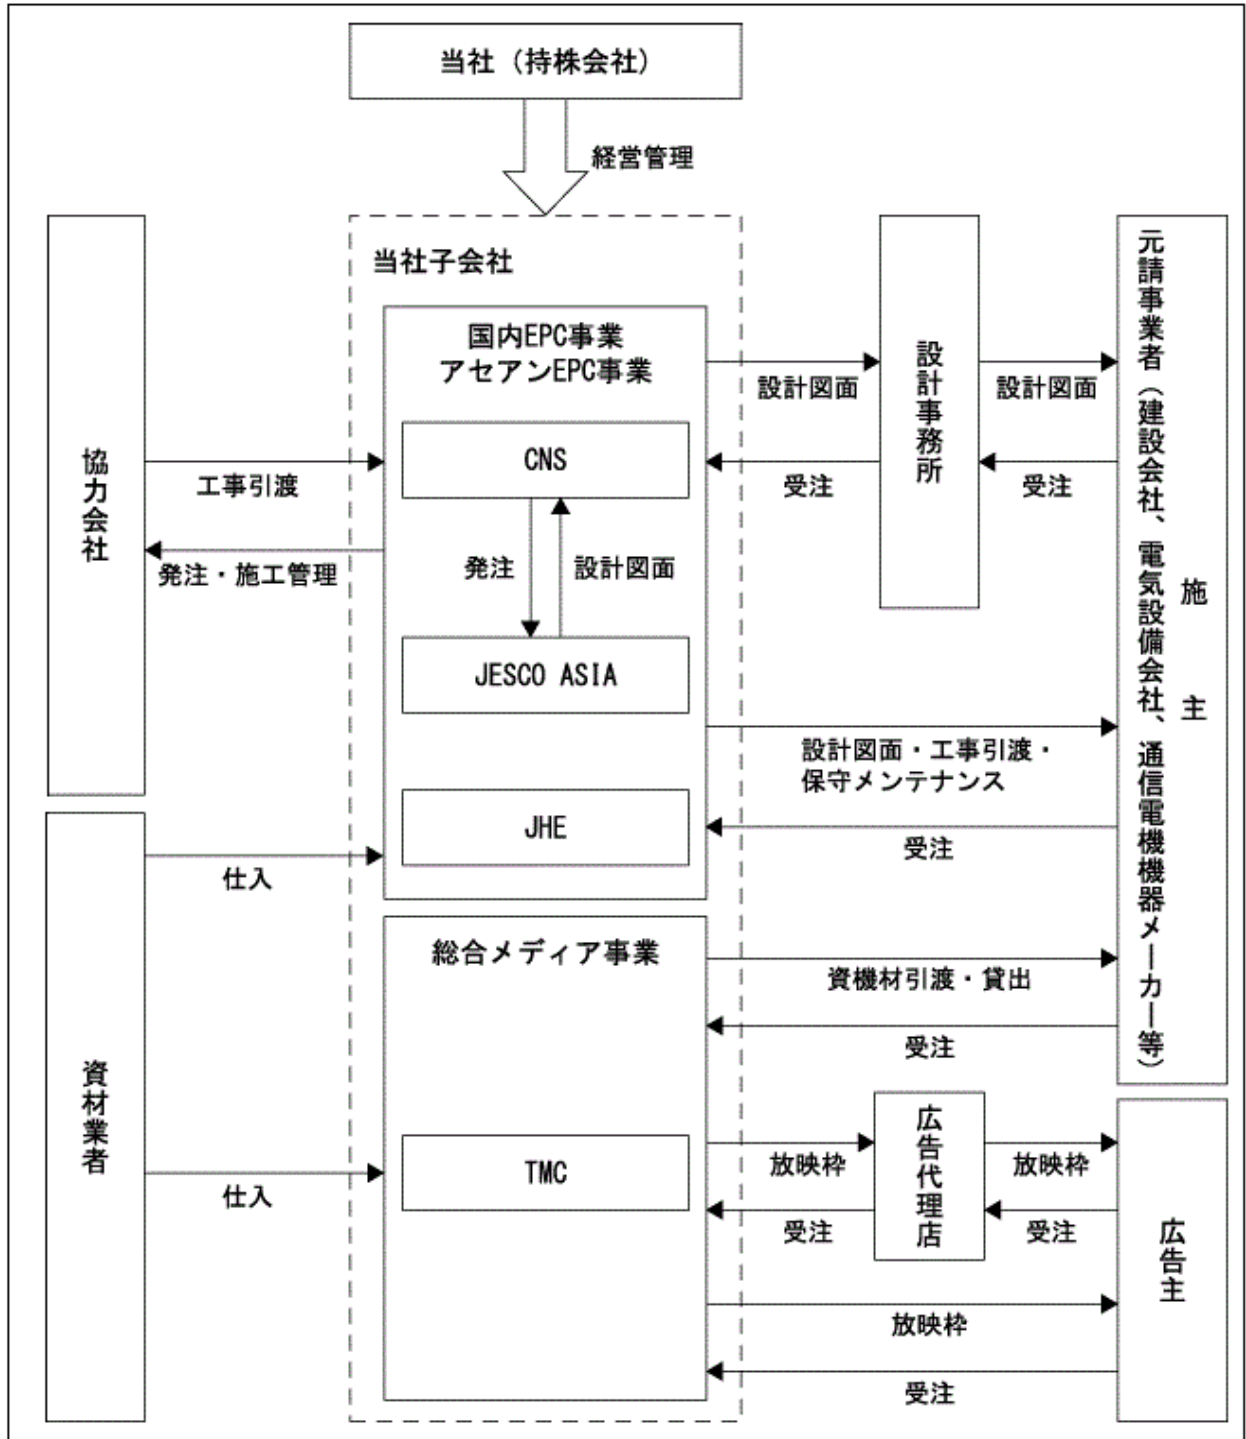 当社（持株会社）
経営管理
当社子会社
国内EPC事業
アセアンEPC事業
CNS
発注
設計図面
JESCO ASIA
JHE
協力会社
工事引渡
発注・施工管理
設計図面
受注
設計事務所
設計図面
受注
施主
元請事業者（建設会社、電気設備会社、通信電機機器メーカー等）
設計図面・工事引渡・
保守メンテナンス
受注
資材業者
仕入
仕入
総合メディア事業
TMC
資機材引渡・貸出
受注
放映枠
受注
広告代理店
放映枠
受注
放映枠
受注
広告主